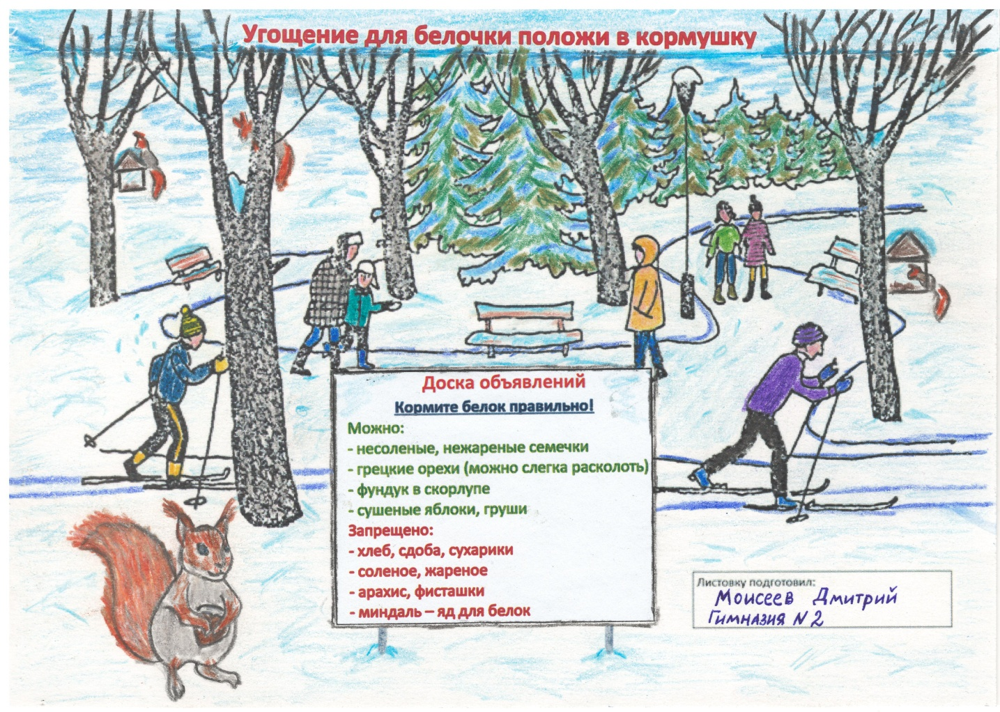 Угощение для белочки положи в кормушку
Доска объявлений
Кормите белок правильно!
Можно:
- несоленые, нежареные семечки
- грецкие орехи (можно слегка расколоть)
- фундук в скорлупе
- сушеные яблоки, груши
Запрещено:
- хлеб, сдоба, сухарики
- соленое, жареное
- арахис, фисташки
- миндаль – яд для белок
Листовку подготовил:
Моисеев Дмитрий
Гимназия N 2